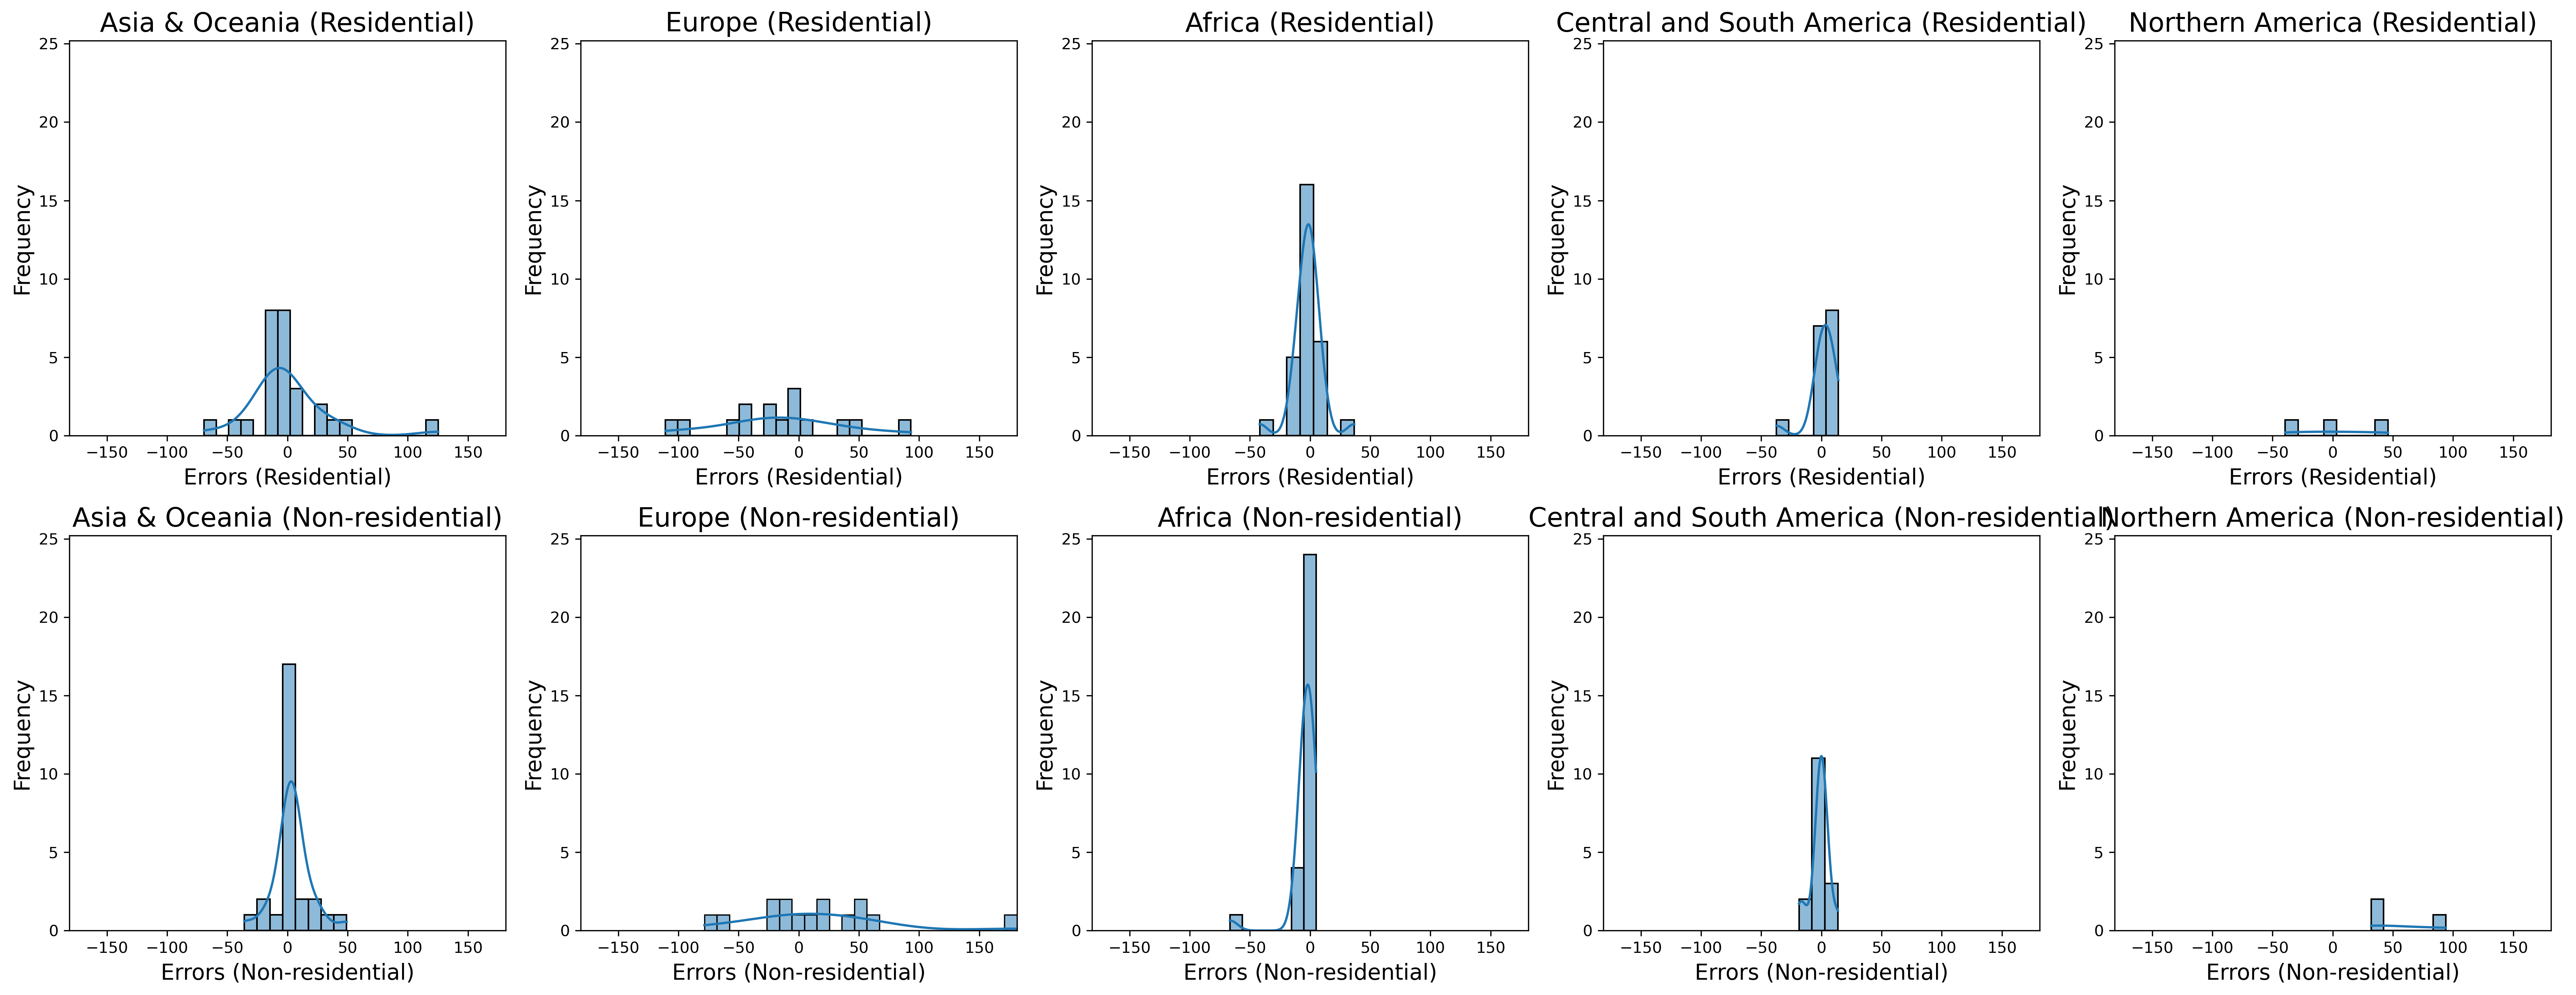 Asia & Oceania (Residential)
25
20
15
10
5
0
Frequency
−150 −100 −50 0 50 100 150
Errors (Residential)
Europe (Residential)
25
20
15
10
5
0
Frequency
−150 −100 −50 0 50 100 150
Errors (Residential)
Africa (Residential)
25
20
15
10
5
0
Frequency
−150 −100 −50 0 50 100 150
Errors (Residential)
Central and South America (Residential)
25
20
15
10
5
0
Frequency
−150 −100 −50 0 50 100 150
Errors (Residential)
Northern America (Residential)
25
20
15
10
5
0
Frequency
−150 −100 −50 0 50 100 150
Errors (Residential)
Asia & Oceania (Non-residential)
25
20
15
10
5
0
Frequency
−150 −100 −50 0 50 100 150
Errors (Non-residential)
Europe (Non-residential)
25
20
15
10
5
0
Frequency
−150 −100 −50 0 50 100 150
Errors (Non-residential)
Africa (Non-residential)
25
20
15
10
5
0
Frequency
−150 −100 −50 0 50 100 150
Errors (Non-residential)
Central and South America (Non-residential)
25
20
15
10
5
0
Frequency
−150 −100 −50 0 50 100 150
Errors (Non-residential)
Northern America (Non-residential)
25
20
15
10
5
0
Frequency
−150 −100 −50 0 50 100 150
Errors (Non-residential)